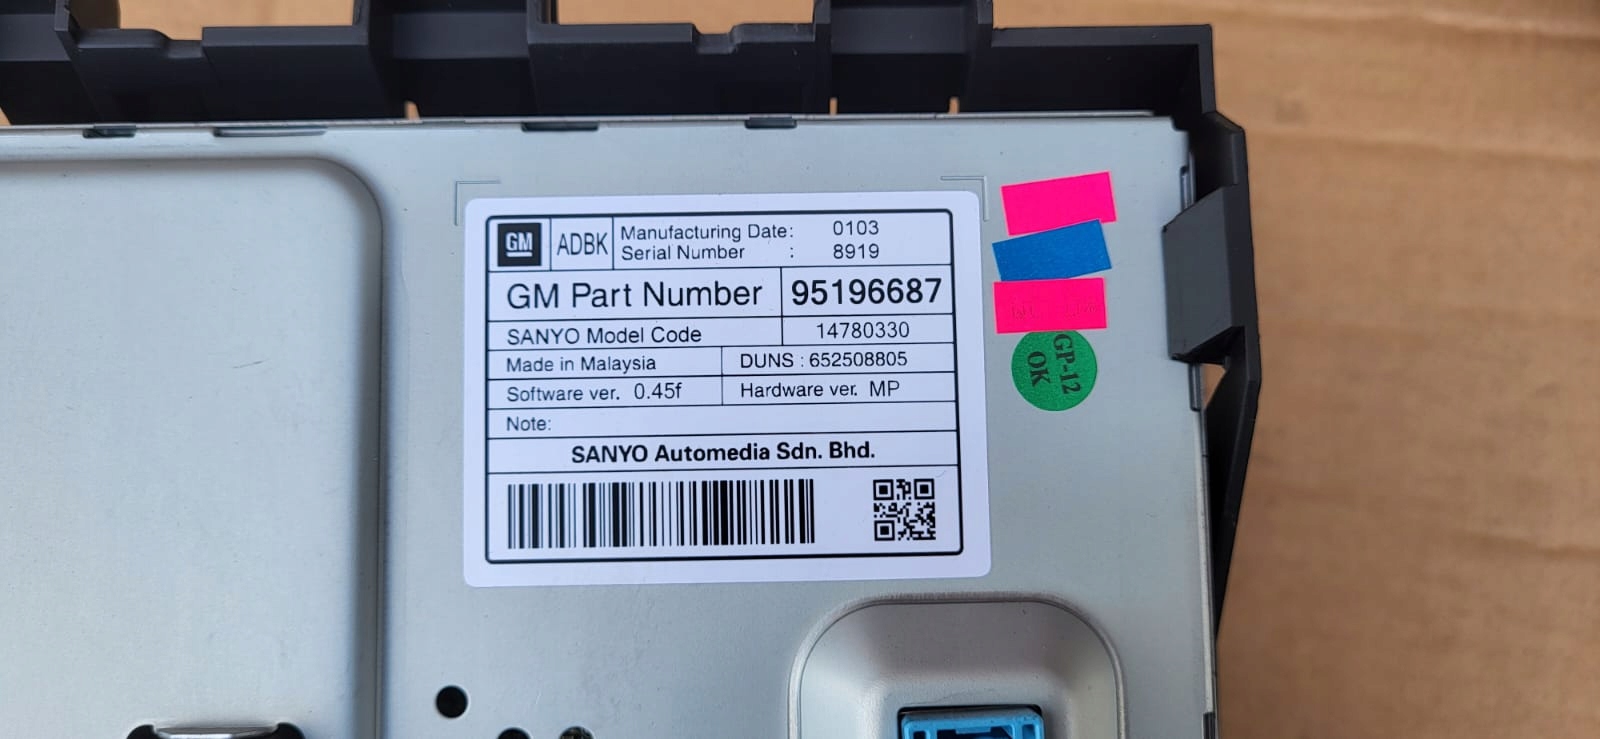 GM ADBK Manufacturing Date: 0103
Serial Number : 8919
GM Part Number 95196687
SANYO Model Code 14780330
Made in Malaysia DUNS : 652508805
Software ver. 0.45f Hardware ver. MP
Note:
SANYO Automedia Sdn. Bhd.
GP-12
OK